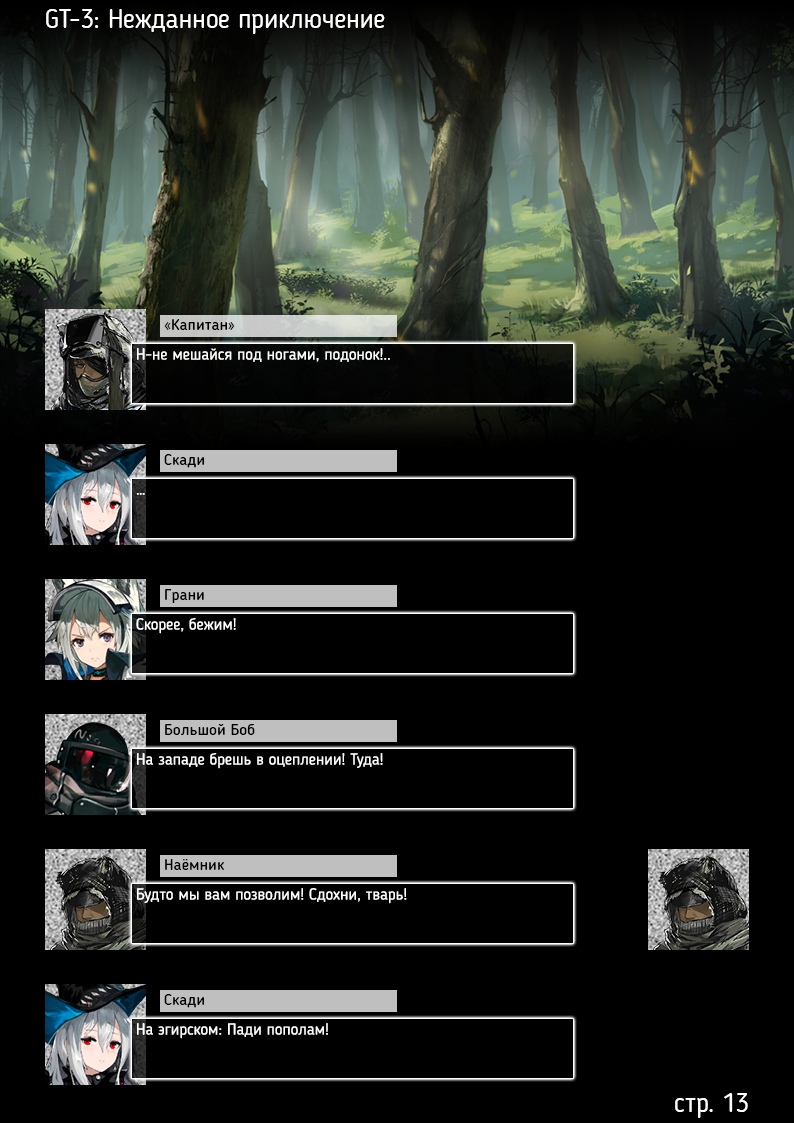 GT-3: Нежданное приключение
«Капитан»
Н-не мешайся под ногами, подонок!..
Скади
...
Грани
Скорее, бежим!
Большой Боб
На западе брешь в оцеплении! Туда!
Наёмник
Будто мы вам позволим! Сдохни, тварь!
Скади
На эгирском: Пади пополам!
стр. 13